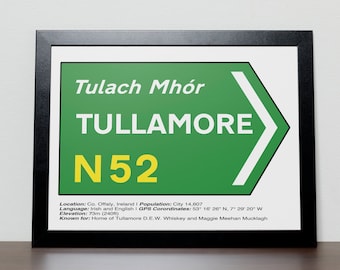 Tulach Mhór
TULLAMORE
N52
Location: Co. Offaly, Ireland / Population: City 14,607
Language: Irish and English / GPS Coordinates: 53° 16' 26" N, 7° 29' 20" W
Elevation: 73m (240ft)
Known for: Home of Tullamore D.E.W. Whiskey and Maggie Meehan Mucklagh